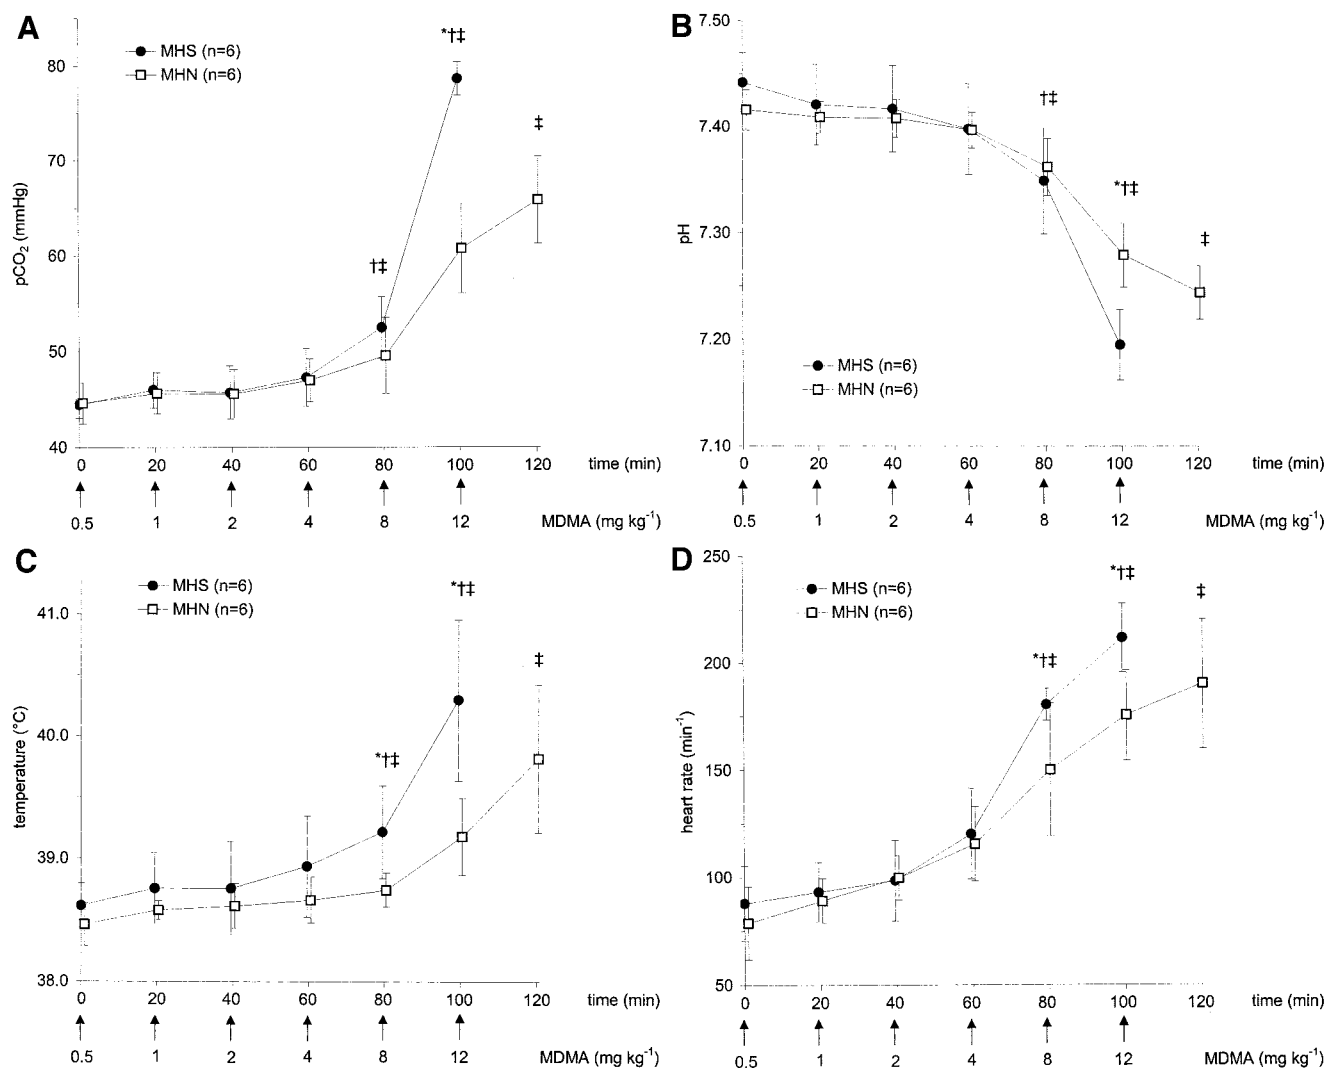 A
MHS (n=6)
MHN (n=6)
*†‡
‡
†‡
80
70
60
50
40
pCO2 (mmHg)
0 20 40 60 80 100 120 time (min)
0.5 1 2 4 8 12 MDMA (mg kg-1)
B
7.50
7.40
7.30
7.20
7.10
pH
†‡
*†‡
‡
MHS (n=6)
MHN (n=6)
0 20 40 60 80 100 120 time (min)
0.5 1 2 4 8 12 MDMA (mg kg-1)
C
MHS (n=6)
MHN (n=6)
*†‡
‡
*†‡
41.0
40.0
39.0
38.0
temperature (°C)
0 20 40 60 80 100 120 time (min)
0.5 1 2 4 8 12 MDMA (mg kg-1)
D
250
200
150
100
50
heart rate (min-1)
MHS (n=6)
MHN (n=6)
*†‡
‡
*†‡
0 20 40 60 80 100 120 time (min)
0.5 1 2 4 8 12 MDMA (mg kg-1)